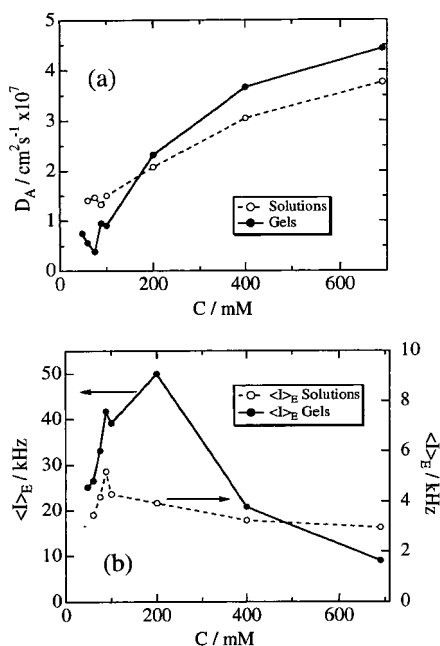 (a)
D_A / cm²s⁻¹ x10⁷
5
4
3
2
1
0
Solutions
Gels
200
400
600
C / mM
(b)
<I>_E / kHz
50
40
30
20
10
0
<I>_E Solutions
<I>_E Gels
10
8
6
4
2
0
<I>_E / kHz
0
200
400
600
C / mM